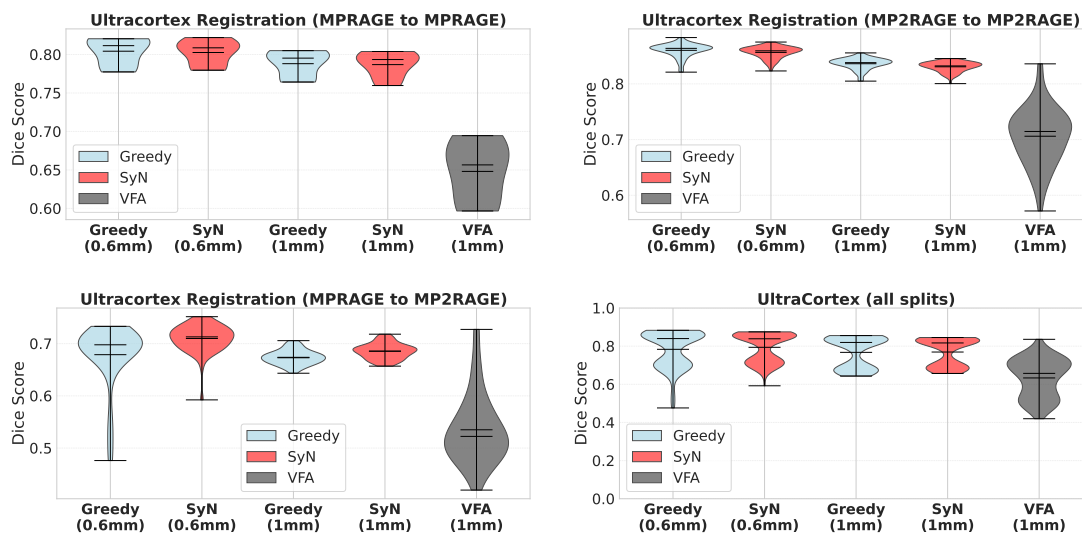 Ultracortex Registration (MPRAGE to MPRAGE)
Dice Score
0.80
0.75
0.70
0.65
0.60
Greedy
SyN
VFA
Greedy (0.6mm)
SyN (0.6mm)
Greedy (1mm)
SyN (1mm)
VFA (1mm)
Ultracortex Registration (MP2RAGE to MP2RAGE)
Dice Score
0.8
0.7
0.6
Greedy
SyN
VFA
Greedy (0.6mm)
SyN (0.6mm)
Greedy (1mm)
SyN (1mm)
VFA (1mm)
Ultracortex Registration (MPRAGE to MP2RAGE)
Dice Score
0.7
0.6
0.5
Greedy
SyN
VFA
Greedy (0.6mm)
SyN (0.6mm)
Greedy (1mm)
SyN (1mm)
VFA (1mm)
UltraCortex (all splits)
Dice Score
1.0
0.8
0.6
0.4
0.2
0.0
Greedy
SyN
VFA
Greedy (0.6mm)
SyN (0.6mm)
Greedy (1mm)
SyN (1mm)
VFA (1mm)